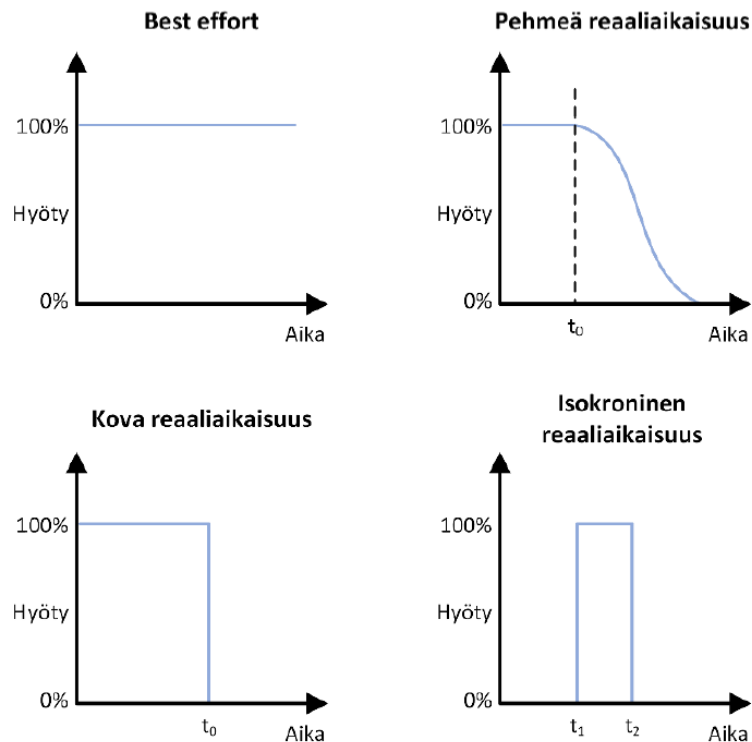 Best effort
100%
Hyöty
0%
Aika
Pehmeä reaaliaikaisuus
100%
Hyöty
0%
t₀
Aika
Kova reaaliaikaisuus
100%
Hyöty
0%
t₀
Aika
Isokroninen
reaaliaikaisuus
100%
Hyöty
0%
t₁
t₂
Aika